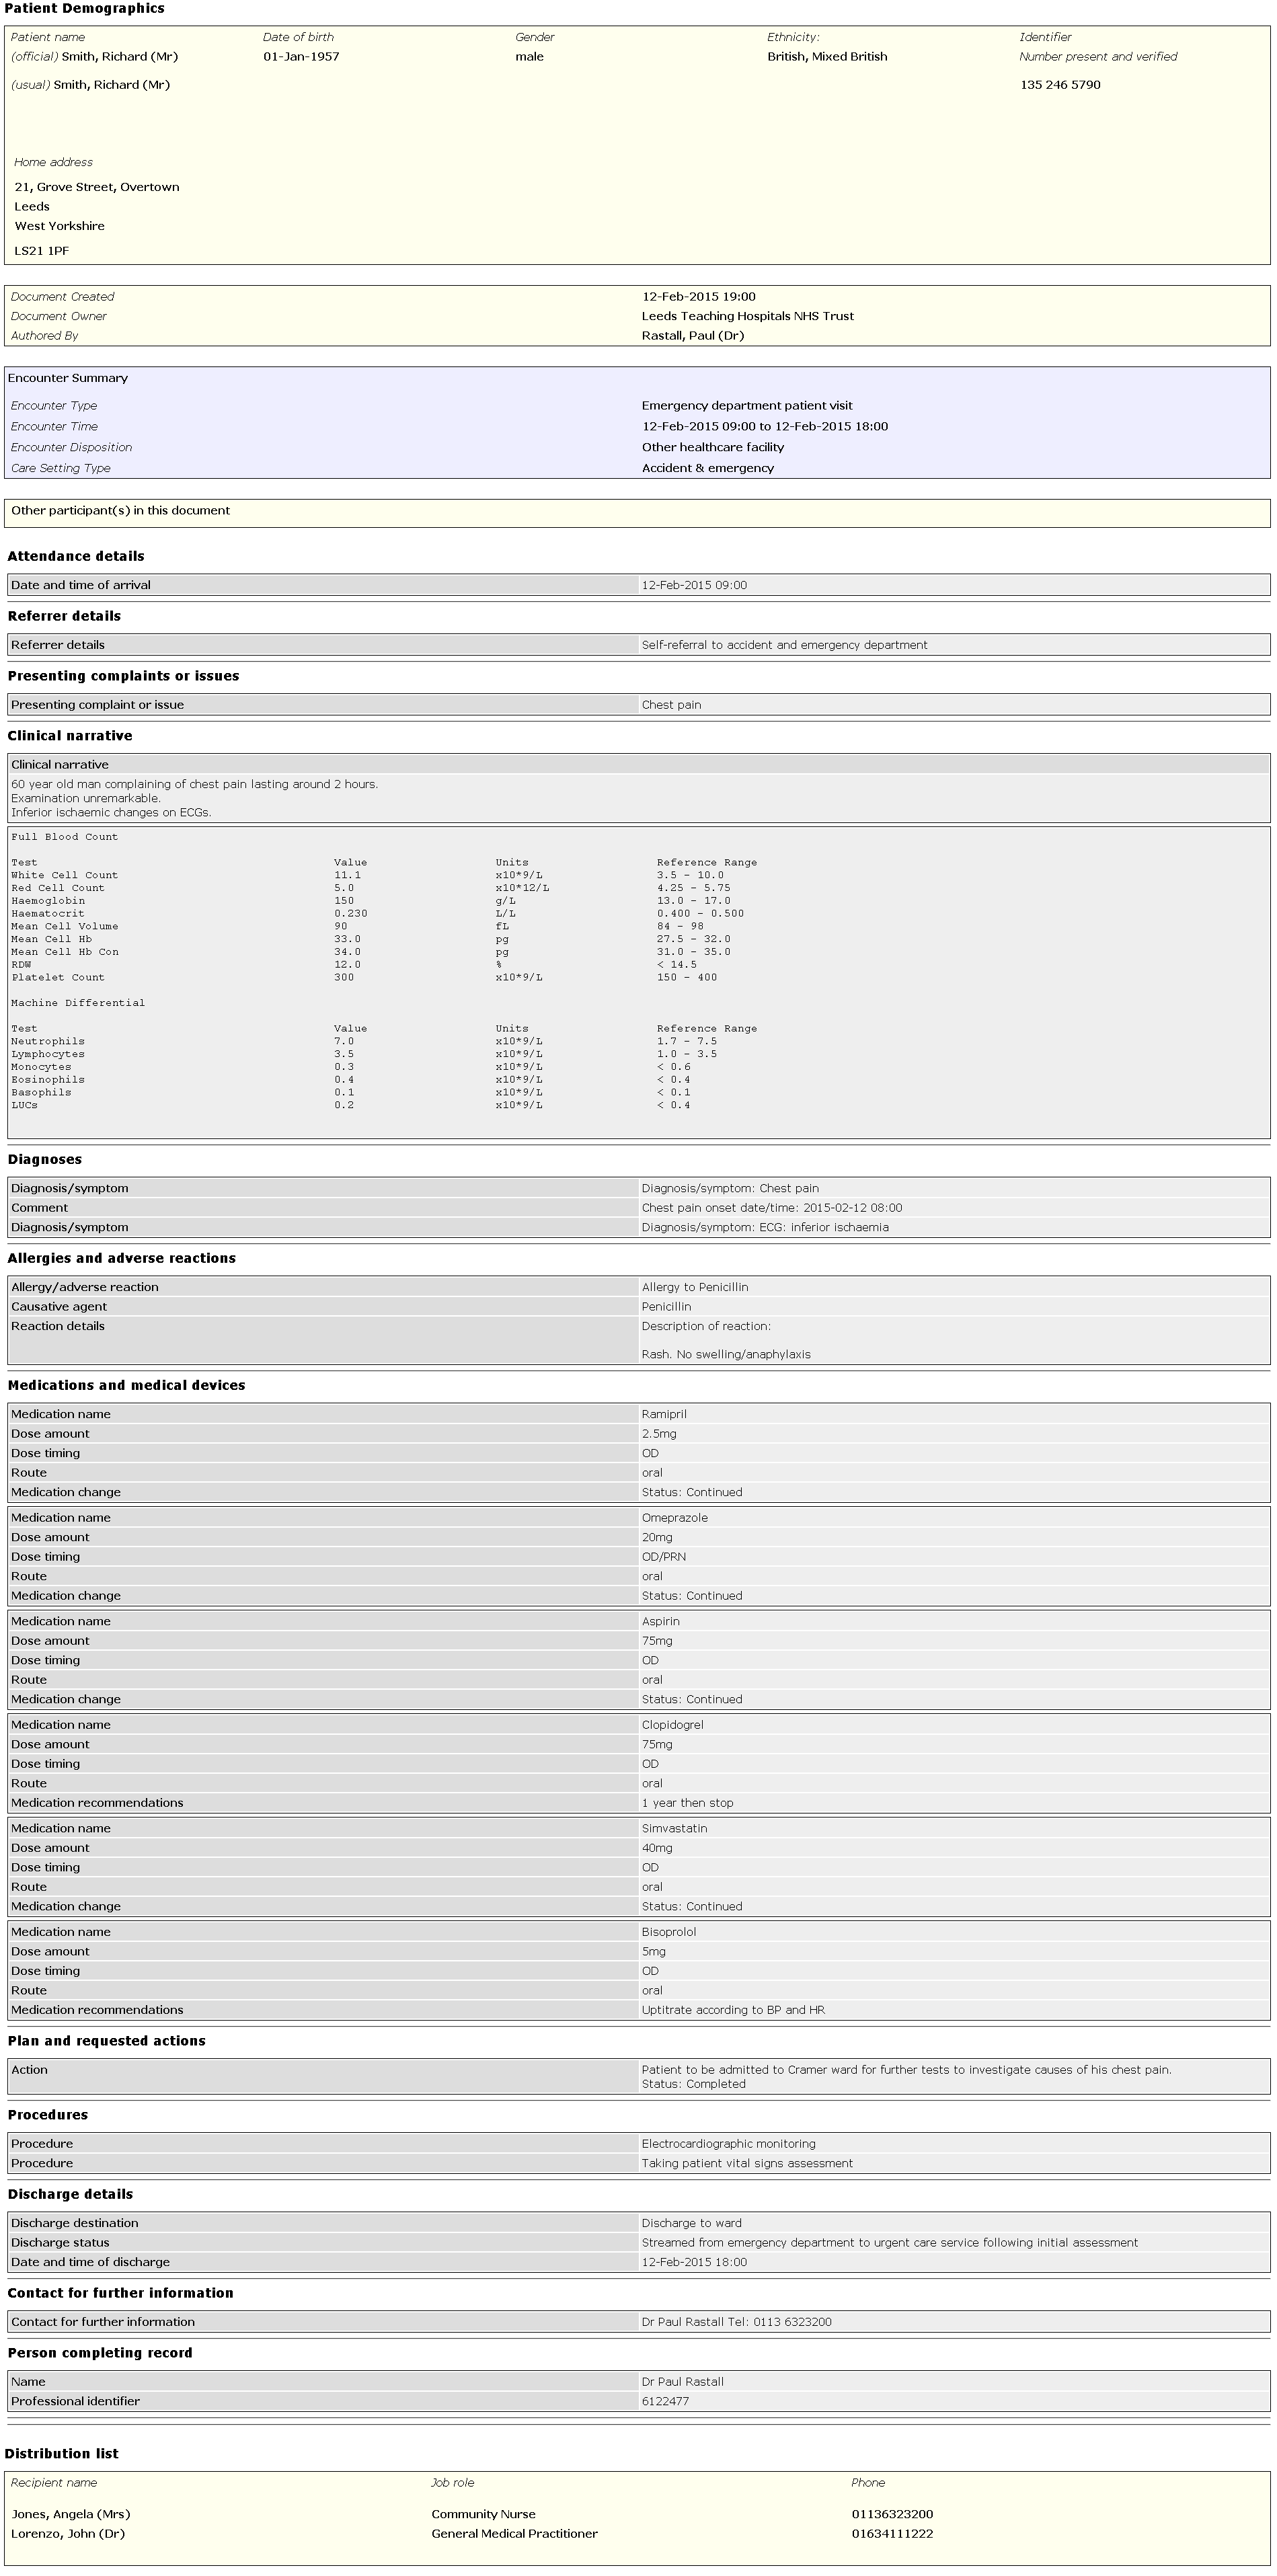 Patient Demographics
Patient name Date of birth Gender Ethnicity: Identifier
(official) Smith, Richard (Mr) 01-Jan-1957 male British, Mixed British Number present and verified
(usual) Smith, Richard (Mr) 135 246 5790
Home address
21, Grove Street, Overtown
Leeds
West Yorkshire
LS21 1PF
Document Created 12-Feb-2015 19:00
Document Owner Leeds Teaching Hospitals NHS Trust
Authored By Rastall, Paul (Dr)
Encounter Summary
Encounter Type Emergency department patient visit
Encounter Time 12-Feb-2015 09:00 to 12-Feb-2015 18:00
Encounter Disposition Other healthcare facility
Care Setting Type Accident & emergency
Other participant(s) in this document
Attendance details
Date and time of arrival 12-Feb-2015 09:00
Referrer details
Referrer details Self-referral to accident and emergency department
Presenting complaints or issues
Presenting complaint or issue Chest pain
Clinical narrative
Clinical narrative
60 year old man complaining of chest pain lasting around 2 hours.
Examination unremarkable.
Inferior ischaemic changes on ECGs.
Full Blood Count
Test Value Units Reference Range
White Cell Count 11.1 x10*9/L 3.5 - 10.0
Red Cell Count 5.0 x10*12/L 4.25 - 5.75
Haemoglobin 150 g/L 13.0 - 17.0
Haematocrit 0.230 L/L 0.400 - 0.500
Mean Cell Volume 90 fL 84 - 98
Mean Cell Hb 33.0 pg 27.5 - 32.0
Mean Cell Hb Con 34.0 pg 31.0 - 35.0
RDW 12.0 % < 14.5
Platelet Count 300 x10*9/L 150 - 400
Machine Differential
Test Value Units Reference Range
Neutrophils 7.0 x10*9/L 1.7 - 7.5
Lymphocytes 3.5 x10*9/L 1.0 - 3.5
Monocytes 0.3 x10*9/L < 0.6
Eosinophils 0.4 x10*9/L < 0.4
Basophils 0.1 x10*9/L < 0.1
LUCs 0.2 x10*9/L < 0.4
Diagnoses
Diagnosis/symptom Diagnosis/symptom: Chest pain
Comment Chest pain onset date/time: 2015-02-12 08:00
Diagnosis/symptom Diagnosis/symptom: ECG: inferior ischaemia
Allergies and adverse reactions
Allergy/adverse reaction Allergy to Penicillin
Causative agent Penicillin
Reaction details Description of reaction:
Rash. No swelling/anaphylaxis
Medications and medical devices
Medication name Ramipril
Dose amount 2.5mg
Dose timing OD
Route oral
Medication change Status: Continued
Medication name Omeprazole
Dose amount 20mg
Dose timing OD/PRN
Route oral
Medication change Status: Continued
Medication name Aspirin
Dose amount 75mg
Dose timing OD
Route oral
Medication change Status: Continued
Medication name Clopidogrel
Dose amount 75mg
Dose timing OD
Route oral
Medication recommendations 1 year then stop
Medication name Simvastatin
Dose amount 40mg
Dose timing OD
Route oral
Medication change Status: Continued
Medication name Bisoprolol
Dose amount 5mg
Dose timing OD
Route oral
Medication recommendations Uptitrate according to BP and HR
Plan and requested actions
Action Patient to be admitted to Cramer ward for further tests to investigate causes of his chest pain.
Status: Completed
Procedures
Procedure Electrocardiographic monitoring
Procedure Taking patient vital signs assessment
Discharge details
Discharge destination Discharge to ward
Discharge status Streamed from emergency department to urgent care service following initial assessment
Date and time of discharge 12-Feb-2015 18:00
Contact for further information
Contact for further information Dr Paul Rastall Tel: 0113 6323200
Person completing record
Name Dr Paul Rastall
Professional identifier 6122477
Distribution list
Recipient name Job role Phone
Jones, Angela (Mrs) Community Nurse 01136323200
Lorenzo, John (Dr) General Medical Practitioner 01634111222